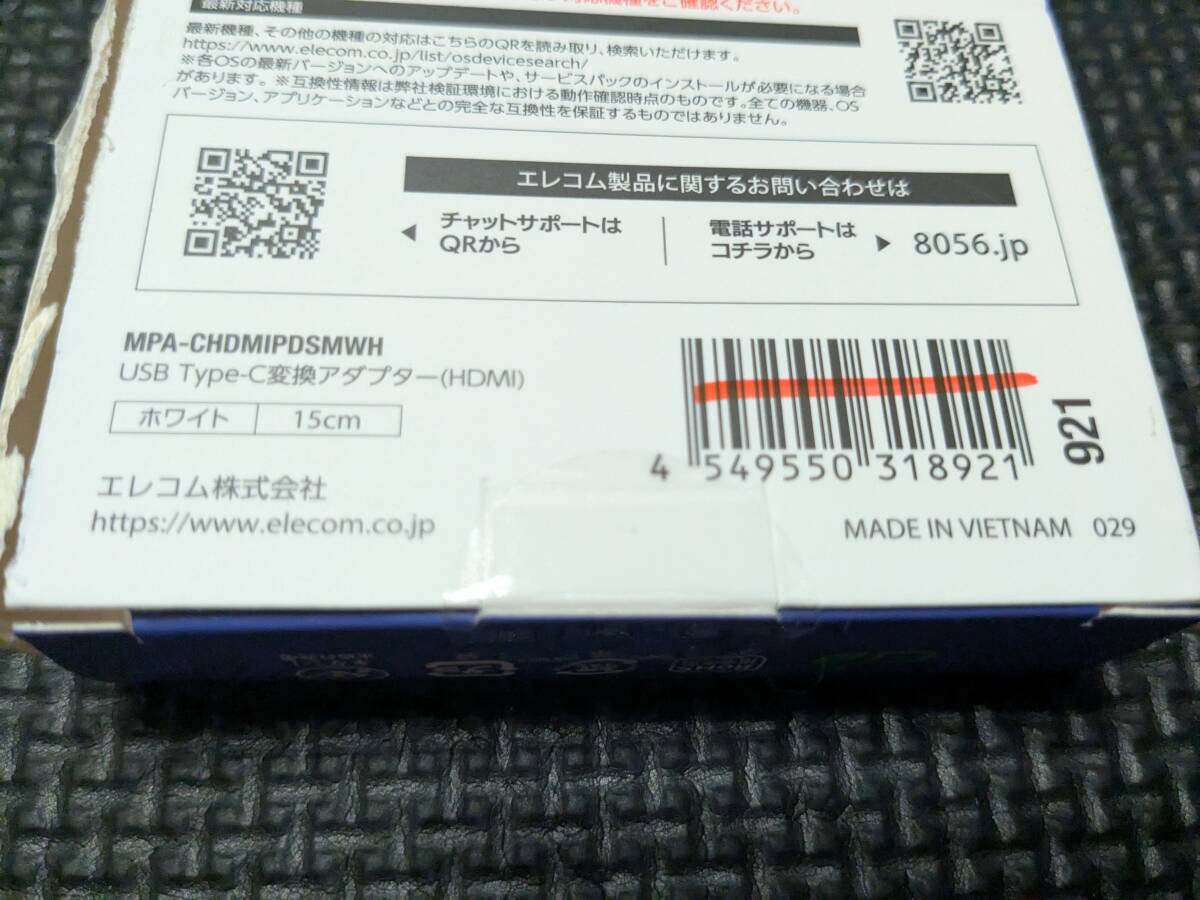 対応機種をご確認ください。
最新対応機種
最新機種、その他の機種の対応はこちらのQRを読み取り、検索いただけます。
https://www.elecom.co.jp/list/osdevicesearch/
※各OSの最新バージョンへのアップデートや、サービスパックのインストールが必要になる場合
があります。※互換性情報は弊社検証環境における動作確認時点のものです。全ての機器、OS
バージョン、アプリケーションなどとの完全な互換性を保証するものではありません。
エレコム製品に関するお問い合わせは
◀ チャットサポートは
QRから
電話サポートは
コチラから ▶ 8056.jp
MPA-CHDMIPDSMWH
USB Type-C変換アダプター(HDMI)
ホワイト 15cm
エレコム株式会社
https://www.elecom.co.jp
4 549550 318921
921
MADE IN VIETNAM 029